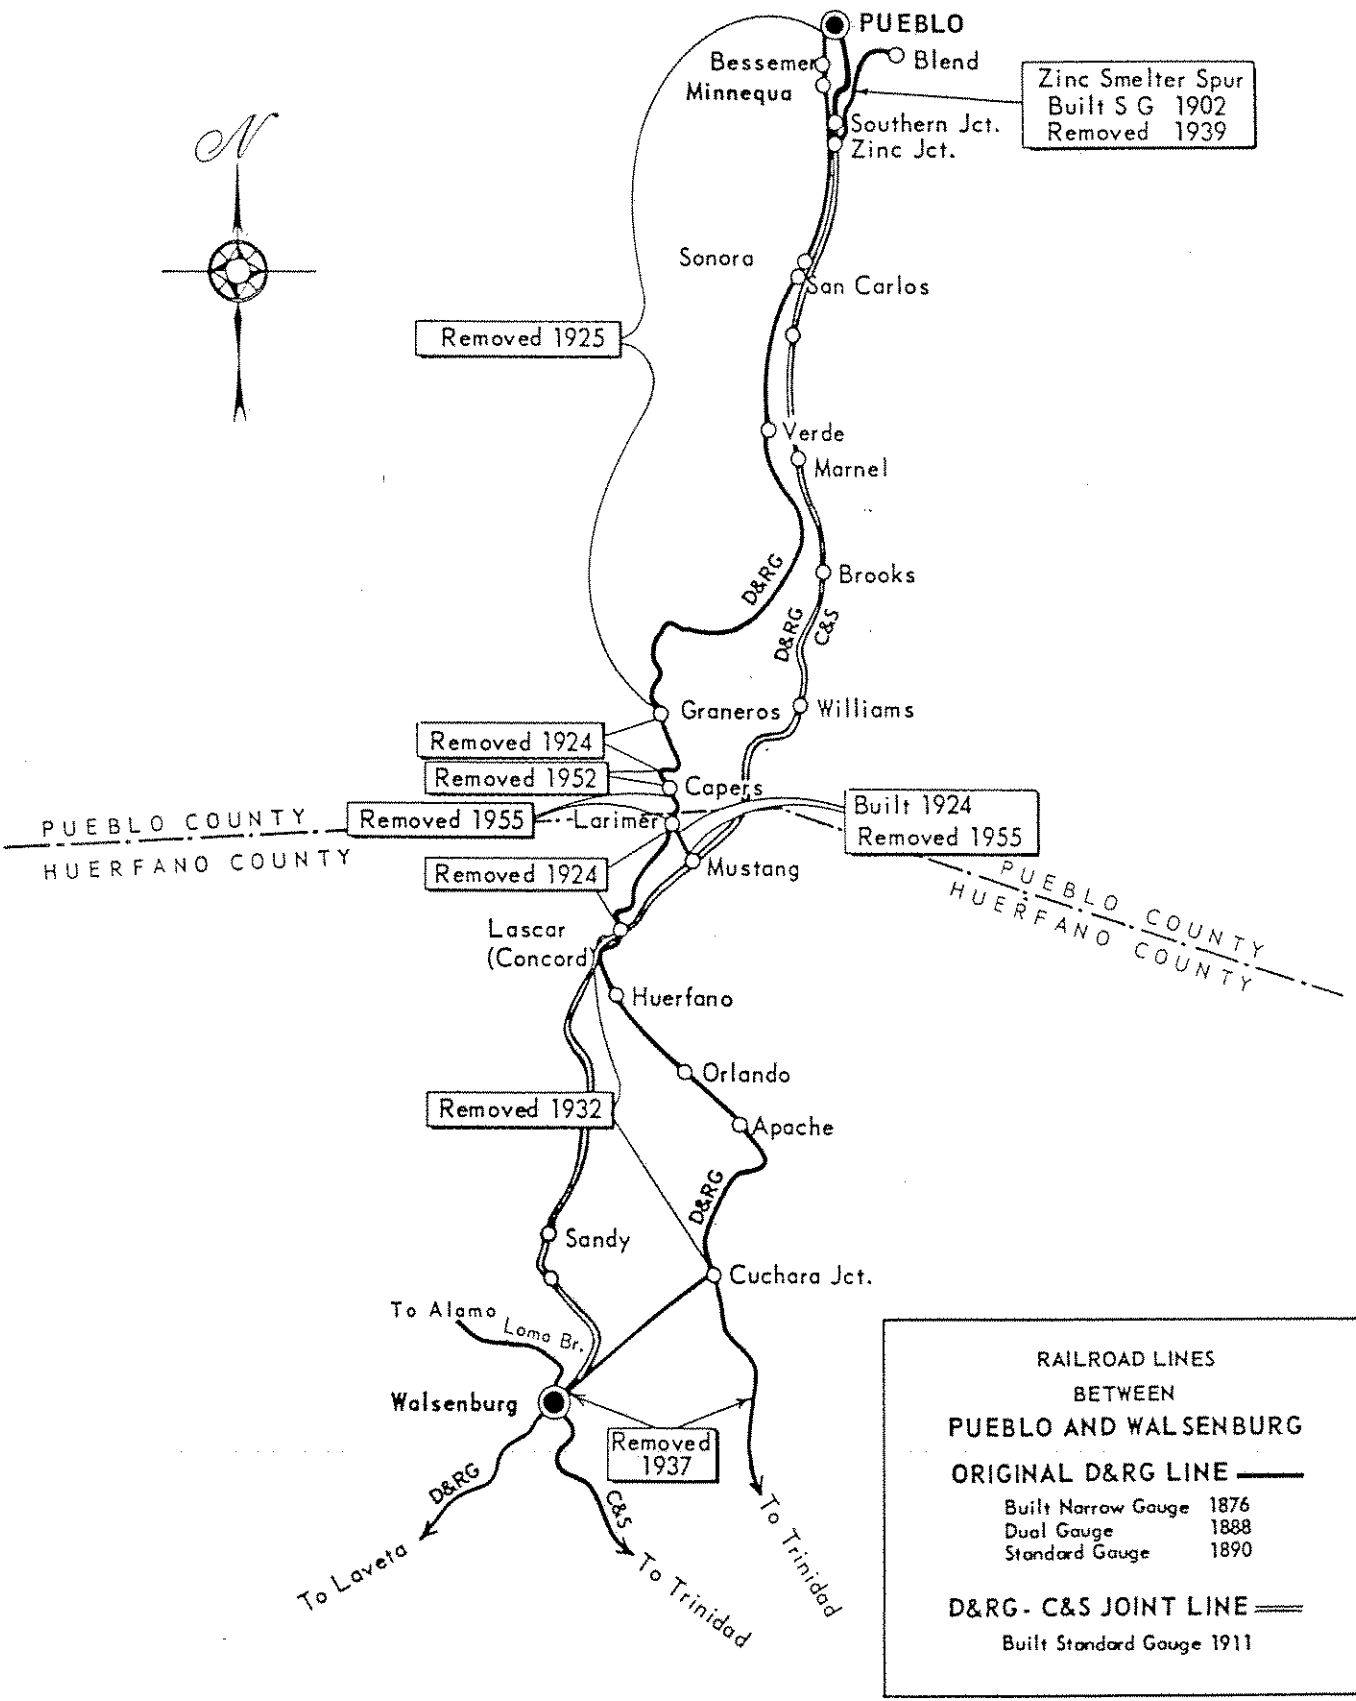 PUEBLO
Bessemer
Blend
Minnequa
Zinc Smelter Spur
Built S G 1902
Removed 1939
Southern Jct.
Zinc Jct.
N
Sonora
San Carlos
Removed 1925
Verde
Marnel
D&RG
Brooks
D&RG
C&S
Graneros
Williams
Removed 1924
Removed 1952
Capers
Built 1924
Removed 1955
PUEBLO COUNTY
HUERFANO COUNTY
Removed 1955
Larimer
Removed 1924
Mustang
PUEBLO COUNTY
HUERFANO COUNTY
Lascar
(Concord)
Huerfano
Orlando
Removed 1932
Apache
D&RG
Sandy
Cuchara Jct.
To Alamo
Loma Br.
Walsenburg
Removed
1937
D&RG
C&S
To Laveta
To Trinidad
To Trinidad
RAILROAD LINES
BETWEEN
PUEBLO AND WALSENBURG
ORIGINAL D&RG LINE
Built Narrow Gauge 1876
Dual Gauge 1888
Standard Gauge 1890
D&RG - C&S JOINT LINE
Built Standard Gauge 1911